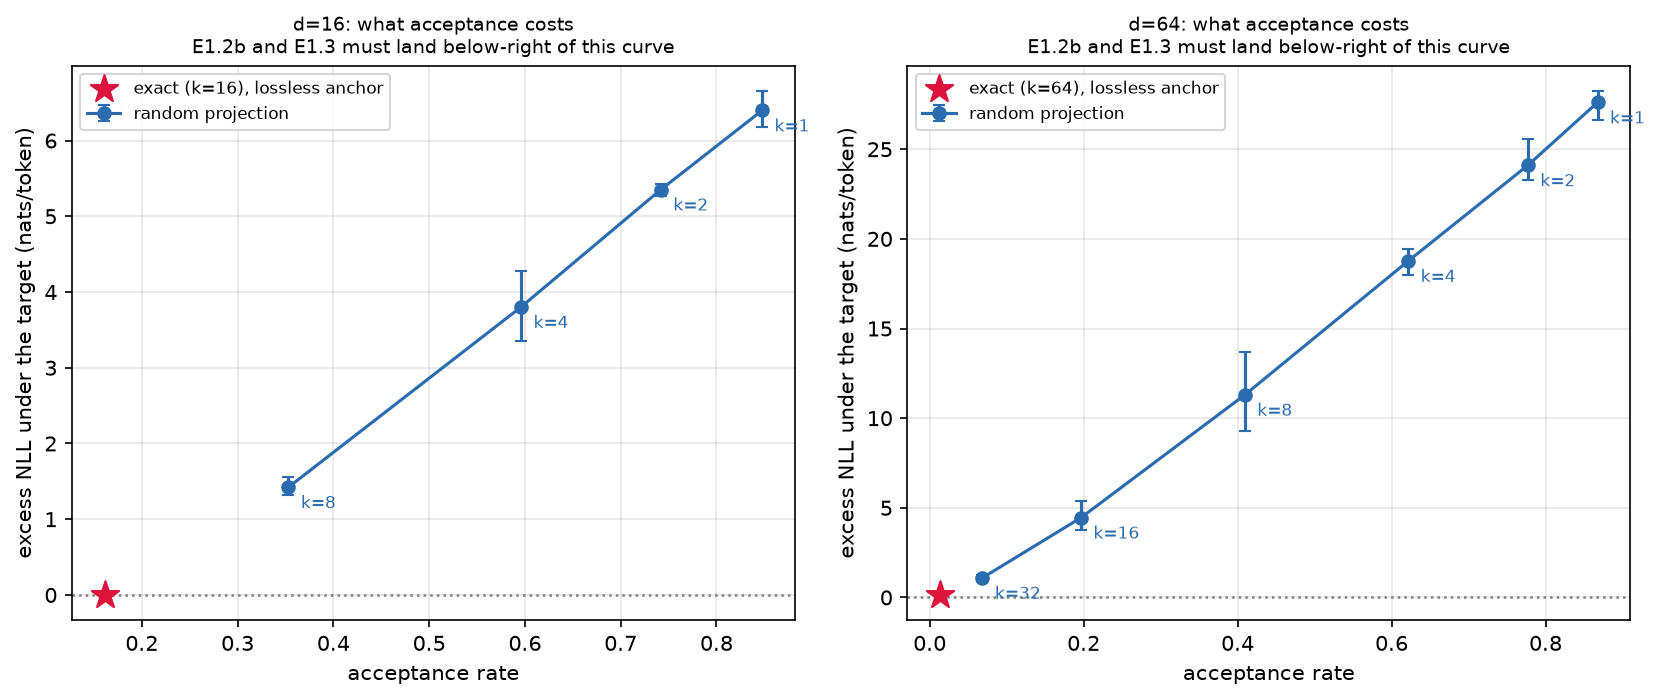 d=16: what acceptance costs
E1.2b and E1.3 must land below-right of this curve
exact (k=16), lossless anchor
random projection
k=1
k=2
k=4
k=8
6
5
4
3
2
1
0
excess NLL under the target (nats/token)
0.2 0.3 0.4 0.5 0.6 0.7 0.8
acceptance rate
d=64: what acceptance costs
E1.2b and E1.3 must land below-right of this curve
exact (k=64), lossless anchor
random projection
k=1
k=2
k=4
k=8
k=16
k=32
25
20
15
10
5
0
excess NLL under the target (nats/token)
0.0 0.2 0.4 0.6 0.8
acceptance rate